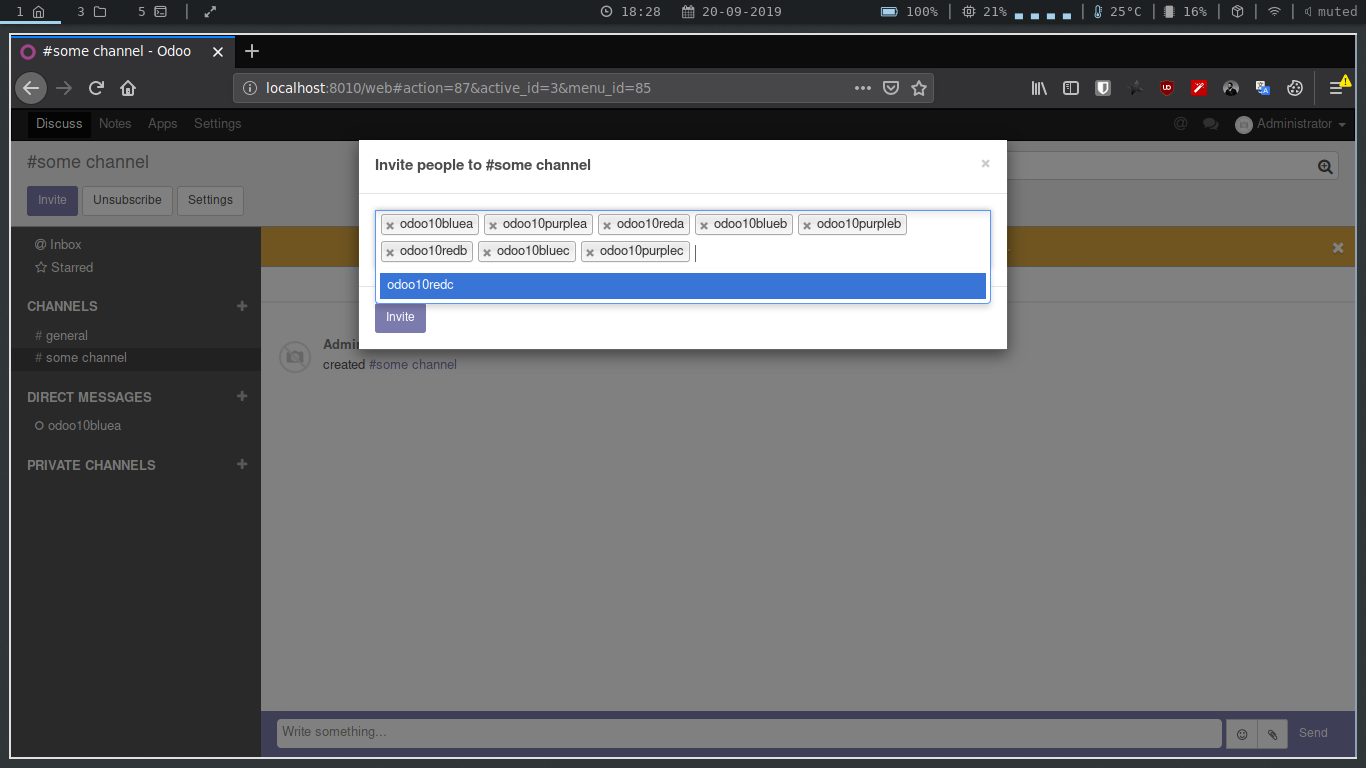 1 3 5 18:28 20-09-2019 100% 21% 25°C 16% muted
#some channel - Odoo
localhost:8010/web#action=87&active_id=3&menu_id=85
Discuss Notes Apps Settings @ Administrator
#some channel
Invite people to #some channel ×
Invite Unsubscribe Settings
× odoo10bluea × odoo10purplea × odoo10reda × odoo10blueb × odoo10purpleb
× odoo10redb × odoo10bluec × odoo10purplec
odoo10redc
Invite
@ Inbox
Starred
CHANNELS +
# general
# some channel
DIRECT MESSAGES +
odoo10bluea
PRIVATE CHANNELS +
Admi
created #some channel
Write something... Send